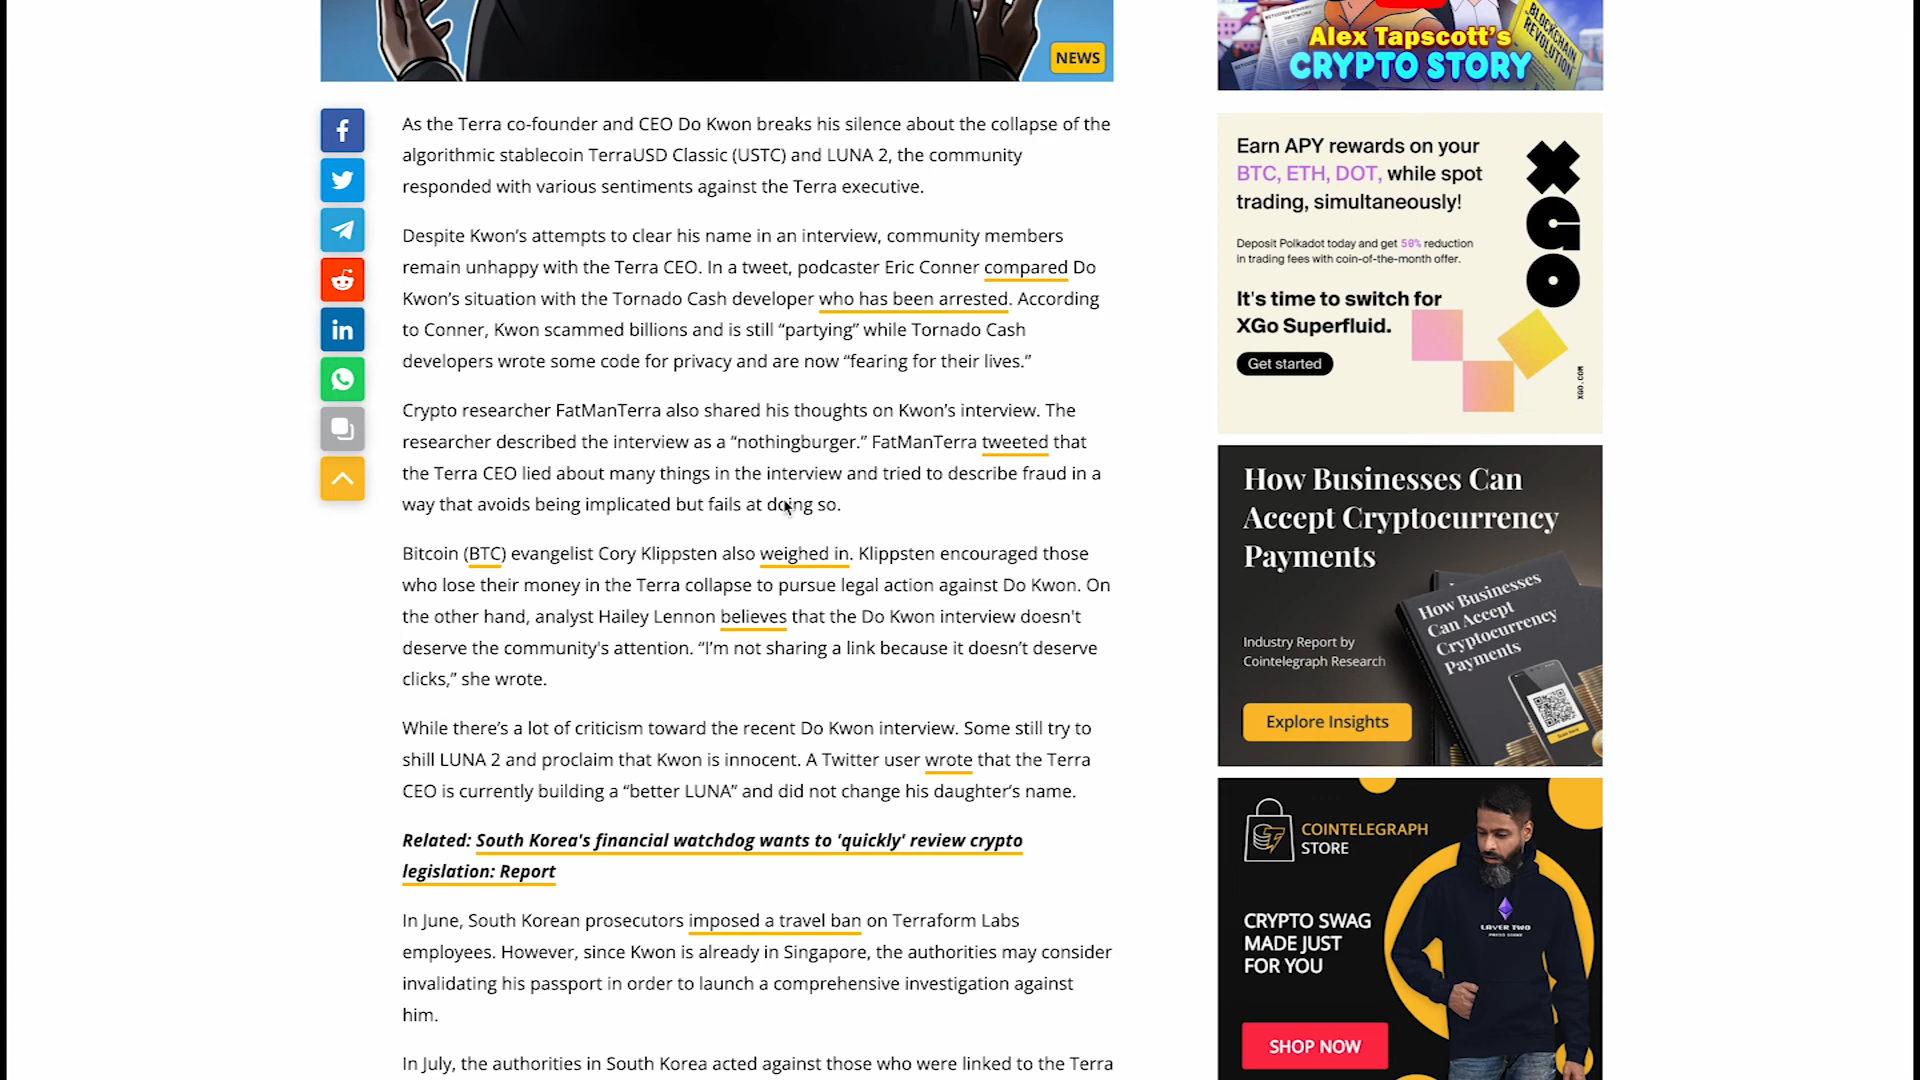 NEWS
As the Terra co-founder and CEO Do Kwon breaks his silence about the collapse of the
algorithmic stablecoin TerraUSD Classic (USTC) and LUNA 2, the community
responded with various sentiments against the Terra executive.
Despite Kwon’s attempts to clear his name in an interview, community members
remain unhappy with the Terra CEO. In a tweet, podcaster Eric Conner compared Do
Kwon’s situation with the Tornado Cash developer who has been arrested. According
to Conner, Kwon scammed billions and is still “partying” while Tornado Cash
developers wrote some code for privacy and are now “fearing for their lives.”
Crypto researcher FatManTerra also shared his thoughts on Kwon’s interview. The
researcher described the interview as a “nothingburger.” FatManTerra tweeted that
the Terra CEO lied about many things in the interview and tried to describe fraud in a
way that avoids being implicated but fails at doing so.
Bitcoin (BTC) evangelist Cory Klippsten also weighed in. Klippsten encouraged those
who lose their money in the Terra collapse to pursue legal action against Do Kwon. On
the other hand, analyst Hailey Lennon believes that the Do Kwon interview doesn't
deserve the community's attention. “I’m not sharing a link because it doesn’t deserve
clicks,” she wrote.
While there’s a lot of criticism toward the recent Do Kwon interview. Some still try to
shill LUNA 2 and proclaim that Kwon is innocent. A Twitter user wrote that the Terra
CEO is currently building a “better LUNA” and did not change his daughter’s name.
Related: South Korea's financial watchdog wants to 'quickly' review crypto
legislation: Report
In June, South Korean prosecutors imposed a travel ban on Terraform Labs
employees. However, since Kwon is already in Singapore, the authorities may consider
invalidating his passport in order to launch a comprehensive investigation against
him.
In July, the authorities in South Korea acted against those who were linked to the Terra
BLOCKCHAIN
REVOLUTION
Alex Tapscott’s
CRYPTO STORY
Earn APY rewards on your
BTC, ETH, DOT, while spot
trading, simultaneously!
Deposit Polkadot today and get 50% reduction
in trading fees with coin-of-the-month offer.
It's time to switch for
XGo Superfluid.
Get started
XGO
XGO.COM
How Businesses Can
Accept Cryptocurrency
Payments
Industry Report by
Cointelegraph Research
Explore Insights
How Businesses
Can Accept
Cryptocurrency
Payments
COINTELEGRAPH
STORE
CRYPTO SWAG
MADE JUST
FOR YOU
LAYER TWO
SHOP NOW